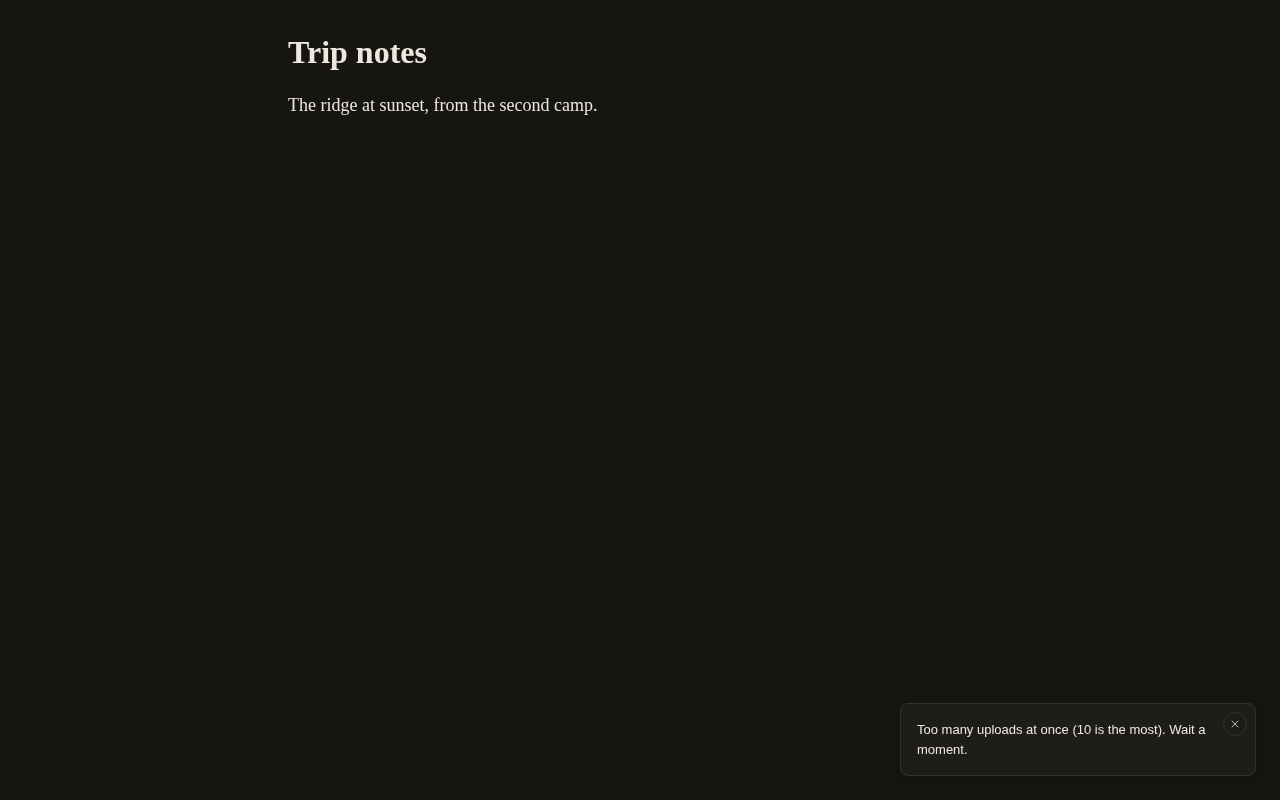 Trip notes
The ridge at sunset, from the second camp.
Too many uploads at once (10 is the most). Wait a
moment.